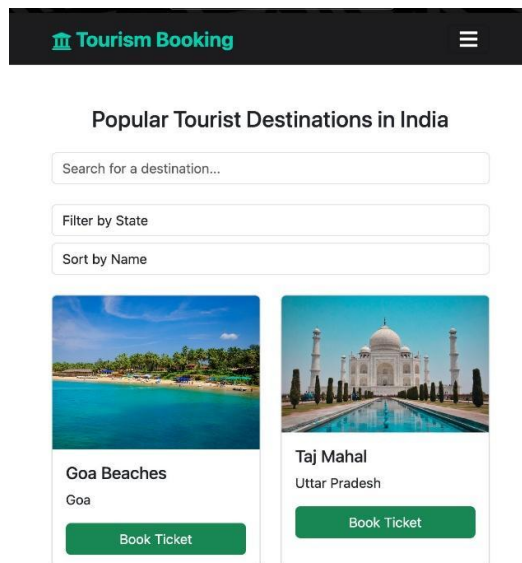 Tourism Booking
Popular Tourist Destinations in India
Search for a destination...
Filter by State
Sort by Name
Goa Beaches
Goa
Book Ticket
Taj Mahal
Uttar Pradesh
Book Ticket